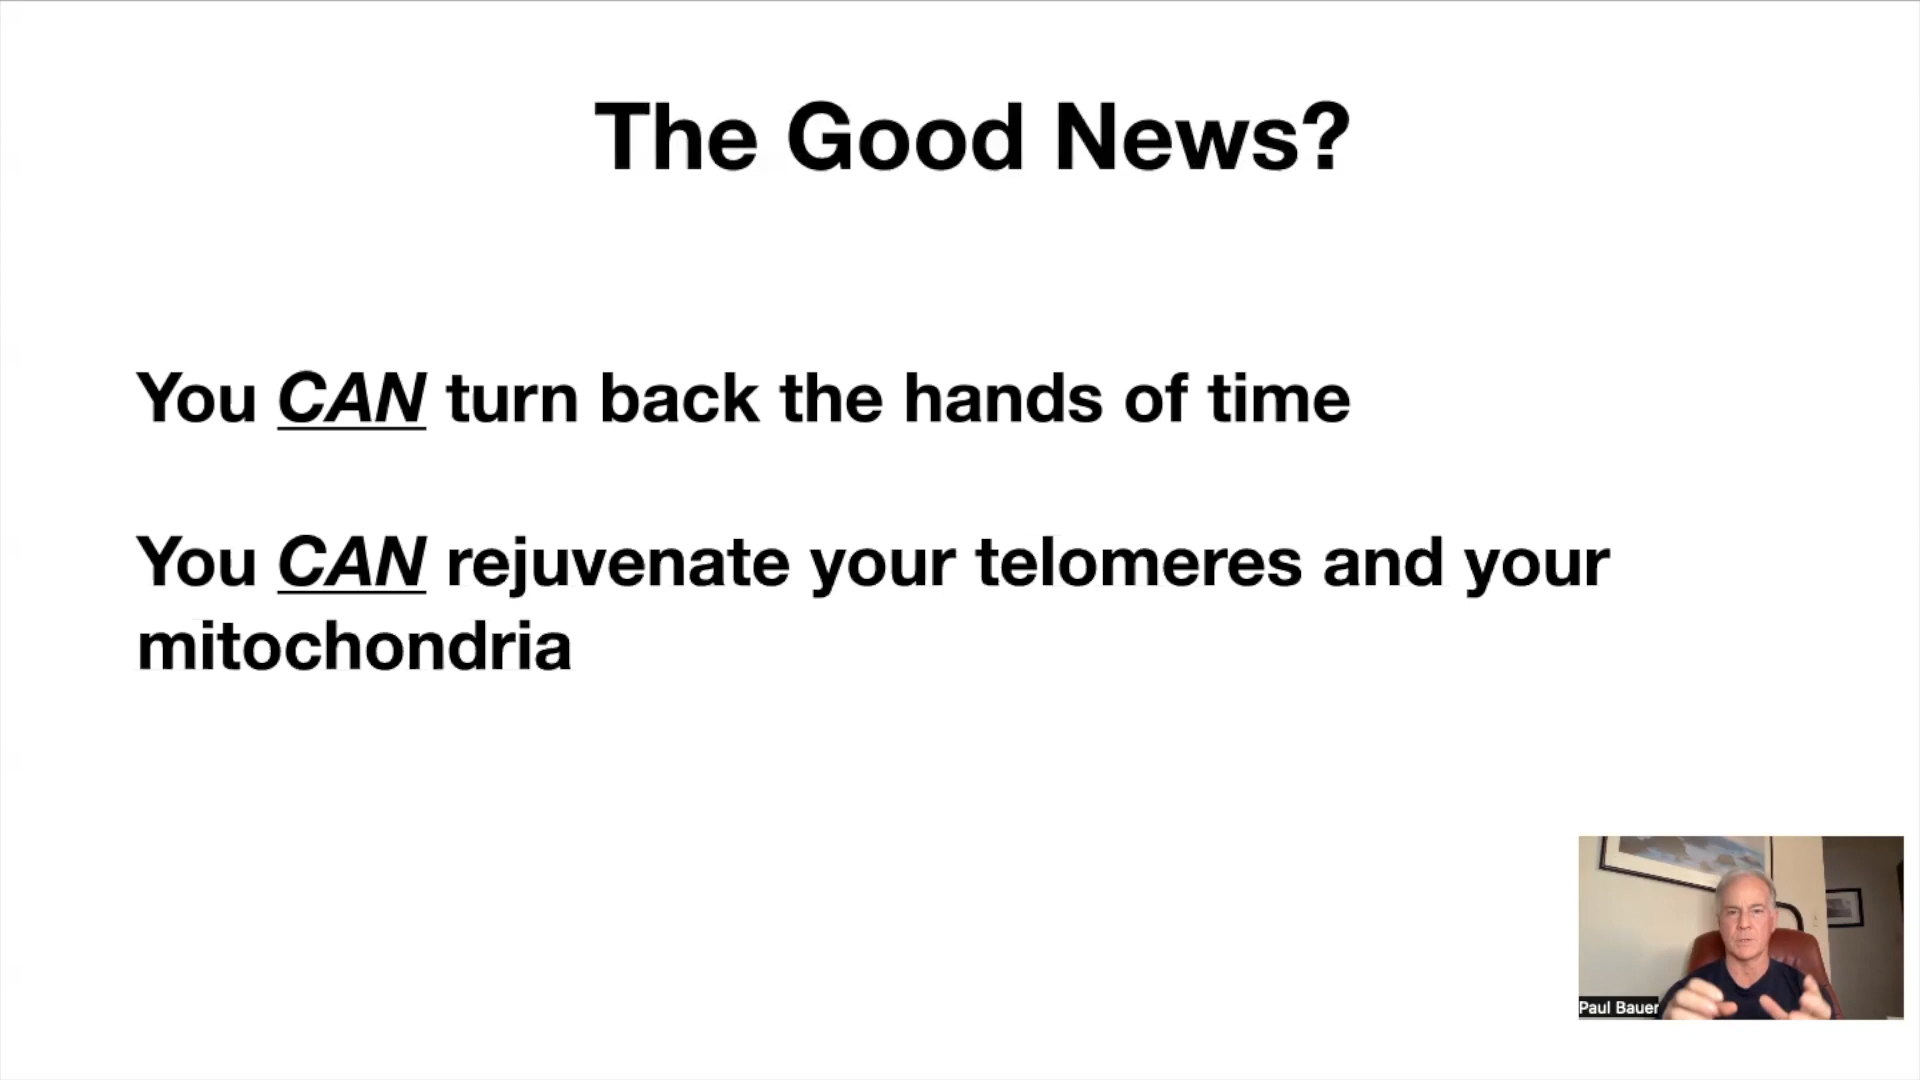 The Good News?
You CAN turn back the hands of time
You CAN rejuvenate your telomeres and your
mitochondria
Paul Bauer